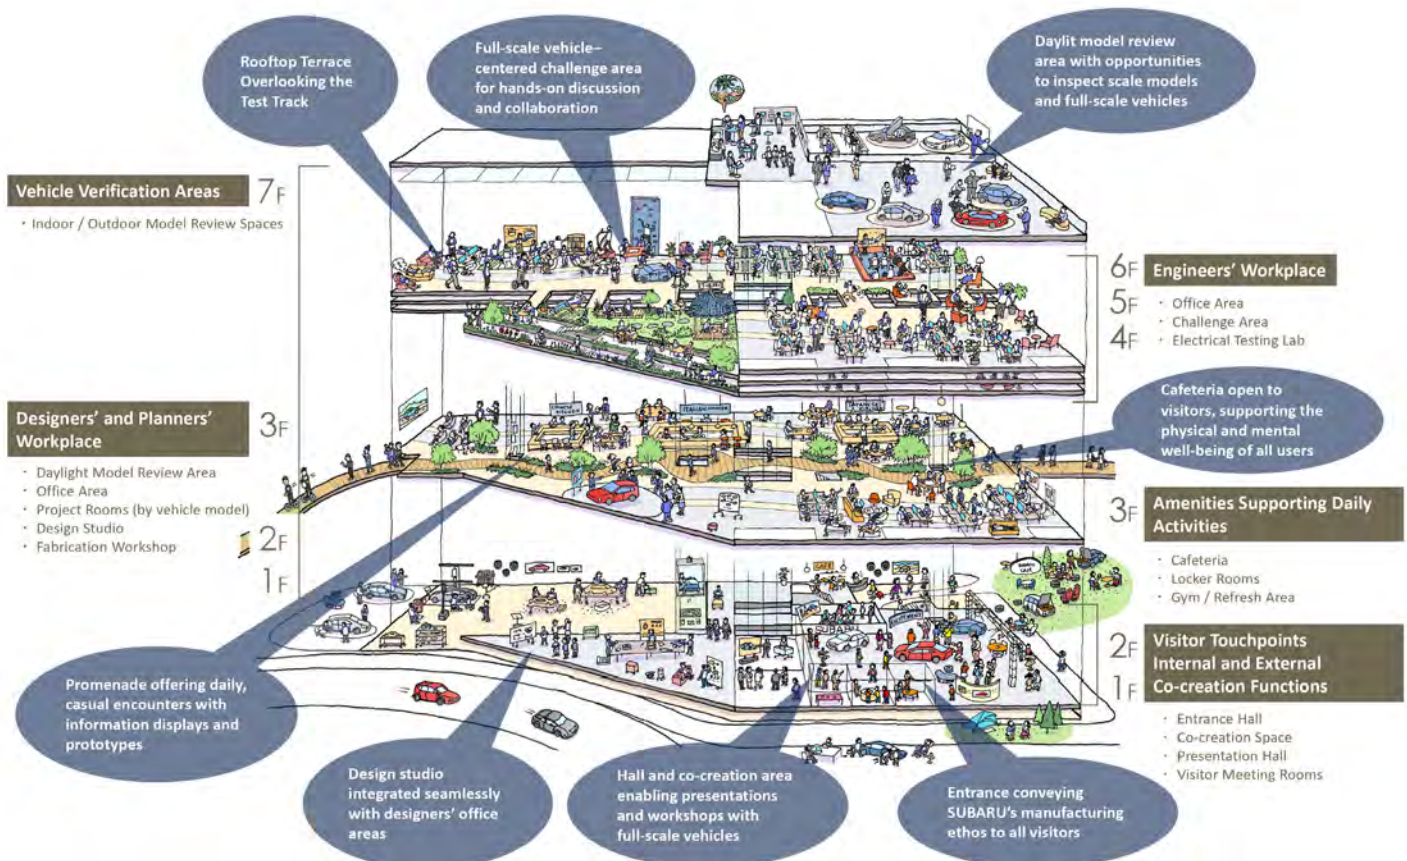 Rooftop Terrace
Overlooking the
Test Track
Full-scale vehicle–
centered challenge area
for hands-on discussion
and collaboration
Daylit model review
area with opportunities
to inspect scale models
and full-scale vehicles
Vehicle Verification Areas
7F
· Indoor / Outdoor Model Review Spaces
6F
5F
4F
Engineers' Workplace
· Office Area
· Challenge Area
· Electrical Testing Lab
Cafeteria open to
visitors, supporting the
physical and mental
well-being of all users
Designers' and Planners'
Workplace
3F
2F
1F
· Daylight Model Review Area
· Office Area
· Project Rooms (by vehicle model)
· Design Studio
· Fabrication Workshop
3F
Amenities Supporting Daily
Activities
· Cafeteria
· Locker Rooms
· Gym / Refresh Area
CAFE
SUBARU
2F
1F
Visitor Touchpoints
Internal and External
Co-creation Functions
· Entrance Hall
· Co-creation Space
· Presentation Hall
· Visitor Meeting Rooms
Promenade offering daily,
casual encounters with
information displays and
prototypes
Design studio
integrated seamlessly
with designers' office
areas
Hall and co-creation area
enabling presentations
and workshops with
full-scale vehicles
Entrance conveying
SUBARU's manufacturing
ethos to all visitors